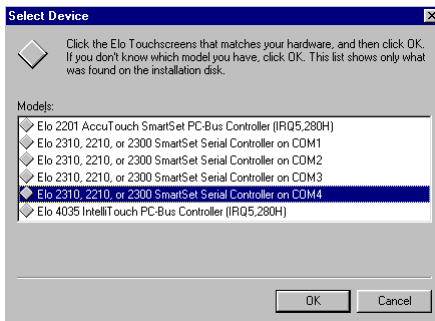 Select Device
Click the Elo Touchscreens that matches your hardware, and then click OK.
If you don't know which model you have, click OK. This list shows only what
was found on the installation disk.
Models:
Elo 2201 AccuTouch SmartSet PC-Bus Controller (IRQ5,280H)
Elo 2310, 2210, or 2300 SmartSet Serial Controller on COM1
Elo 2310, 2210, or 2300 SmartSet Serial Controller on COM2
Elo 2310, 2210, or 2300 SmartSet Serial Controller on COM3
Elo 2310, 2210, or 2300 SmartSet Serial Controller on COM4
Elo 4035 IntelliTouch PC-Bus Controller (IRQ5,280H)
OK Cancel